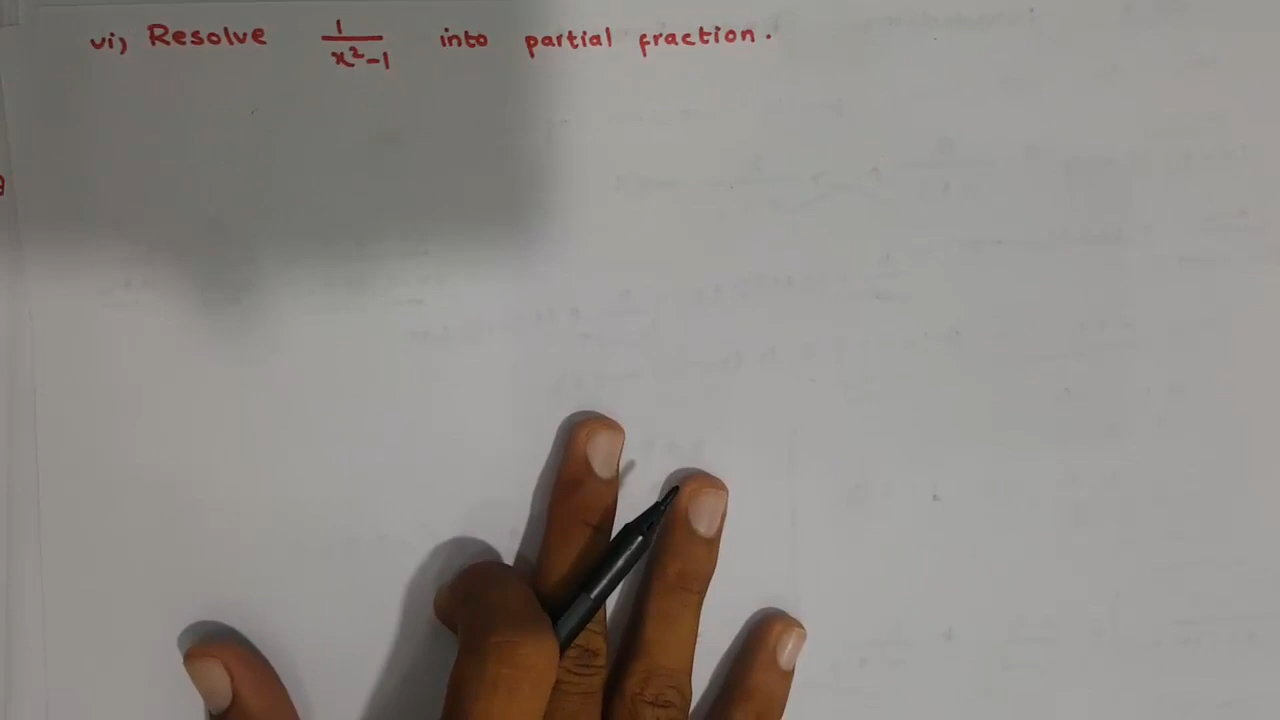 vi) Resolve 1/(x²-1) into partial fraction.